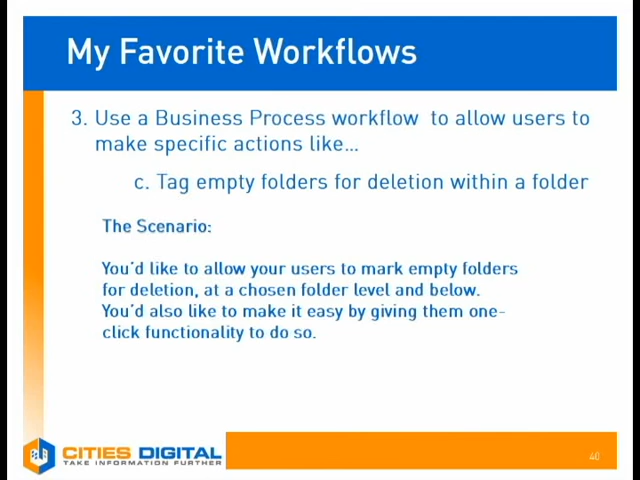 My Favorite Workflows
3. Use a Business Process workflow to allow users to
make specific actions like...
c. Tag empty folders for deletion within a folder
The Scenario:
You'd like to allow your users to mark empty folders
for deletion, at a chosen folder level and below.
You'd also like to make it easy by giving them one-
click functionality to do so.
CITIES DIGITAL
TAKE INFORMATION FURTHER
40